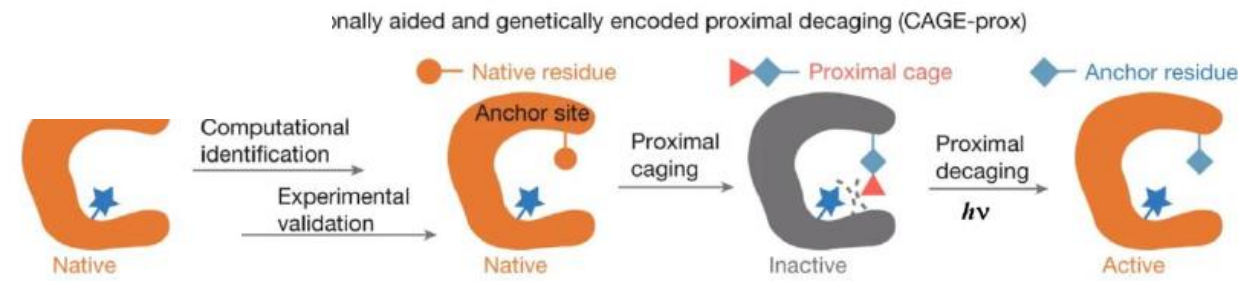 onally aided and genetically encoded proximal decaging (CAGE-prox)
Native residue
Proximal cage
Anchor residue
Anchor site
Computational
identification
Experimental
validation
Proximal
caging
Proximal
decaging
hν
Native
Native
Inactive
Active